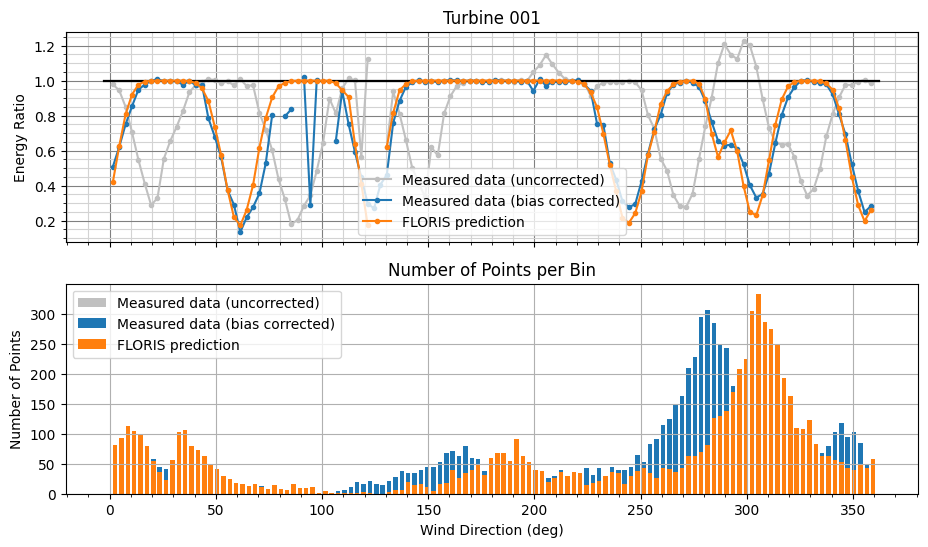 Turbine 001
Energy Ratio
1.2
1.0
0.8
0.6
0.4
0.2
Measured data (uncorrected)
Measured data (bias corrected)
FLORIS prediction
Number of Points per Bin
Number of Points
300
250
200
150
100
50
0
Measured data (uncorrected)
Measured data (bias corrected)
FLORIS prediction
0 50 100 150 200 250 300 350
Wind Direction (deg)